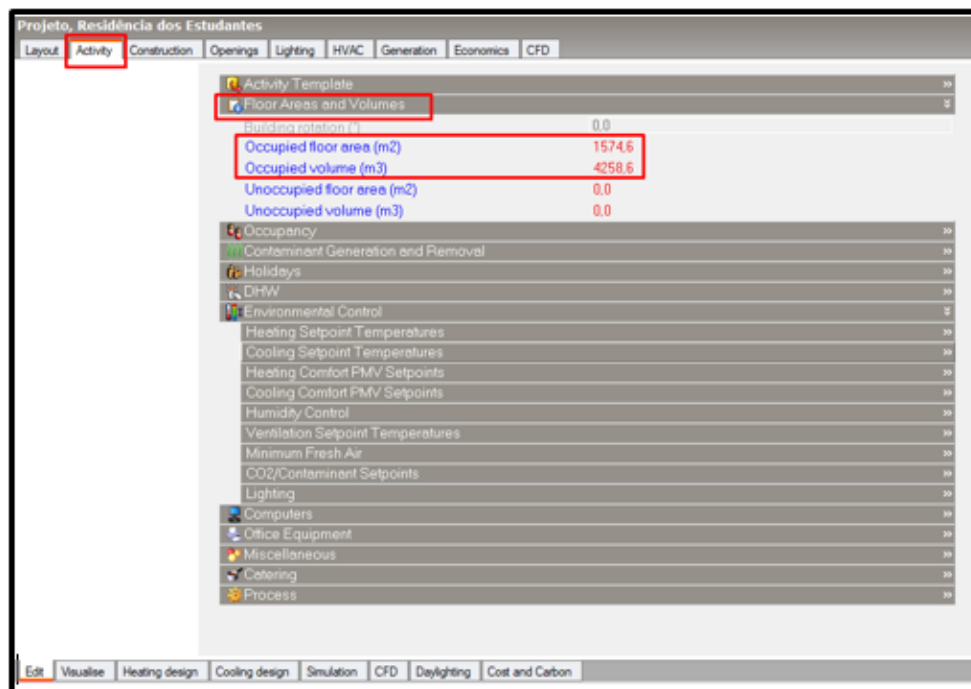 Projeto, Residência dos Estudantes
Layout Activity Construction Openings Lighting HVAC Generation Economics CFD
Activity Template »
Floor Areas and Volumes
Building rotation (°) 0,0
Occupied floor area (m2) 1574,6
Occupied volume (m3) 4258,6
Unoccupied floor area (m2) 0,0
Unoccupied volume (m3) 0,0
Occupancy »
Contaminant Generation and Removal »
Holidays »
DHW »
Environmental Control
Heating Setpoint Temperatures »
Cooling Setpoint Temperatures »
Heating Comfort PMV Setpoints »
Cooling Comfort PMV Setpoints »
Humidity Control »
Ventilation Setpoint Temperatures »
Minimum Fresh Air »
CO2/Contaminant Setpoints »
Lighting »
Computers »
Office Equipment »
Miscellaneous »
Catering »
Process »
Edit Visualise Heating design Cooling design Simulation CFD Daylighting Cost and Carbon